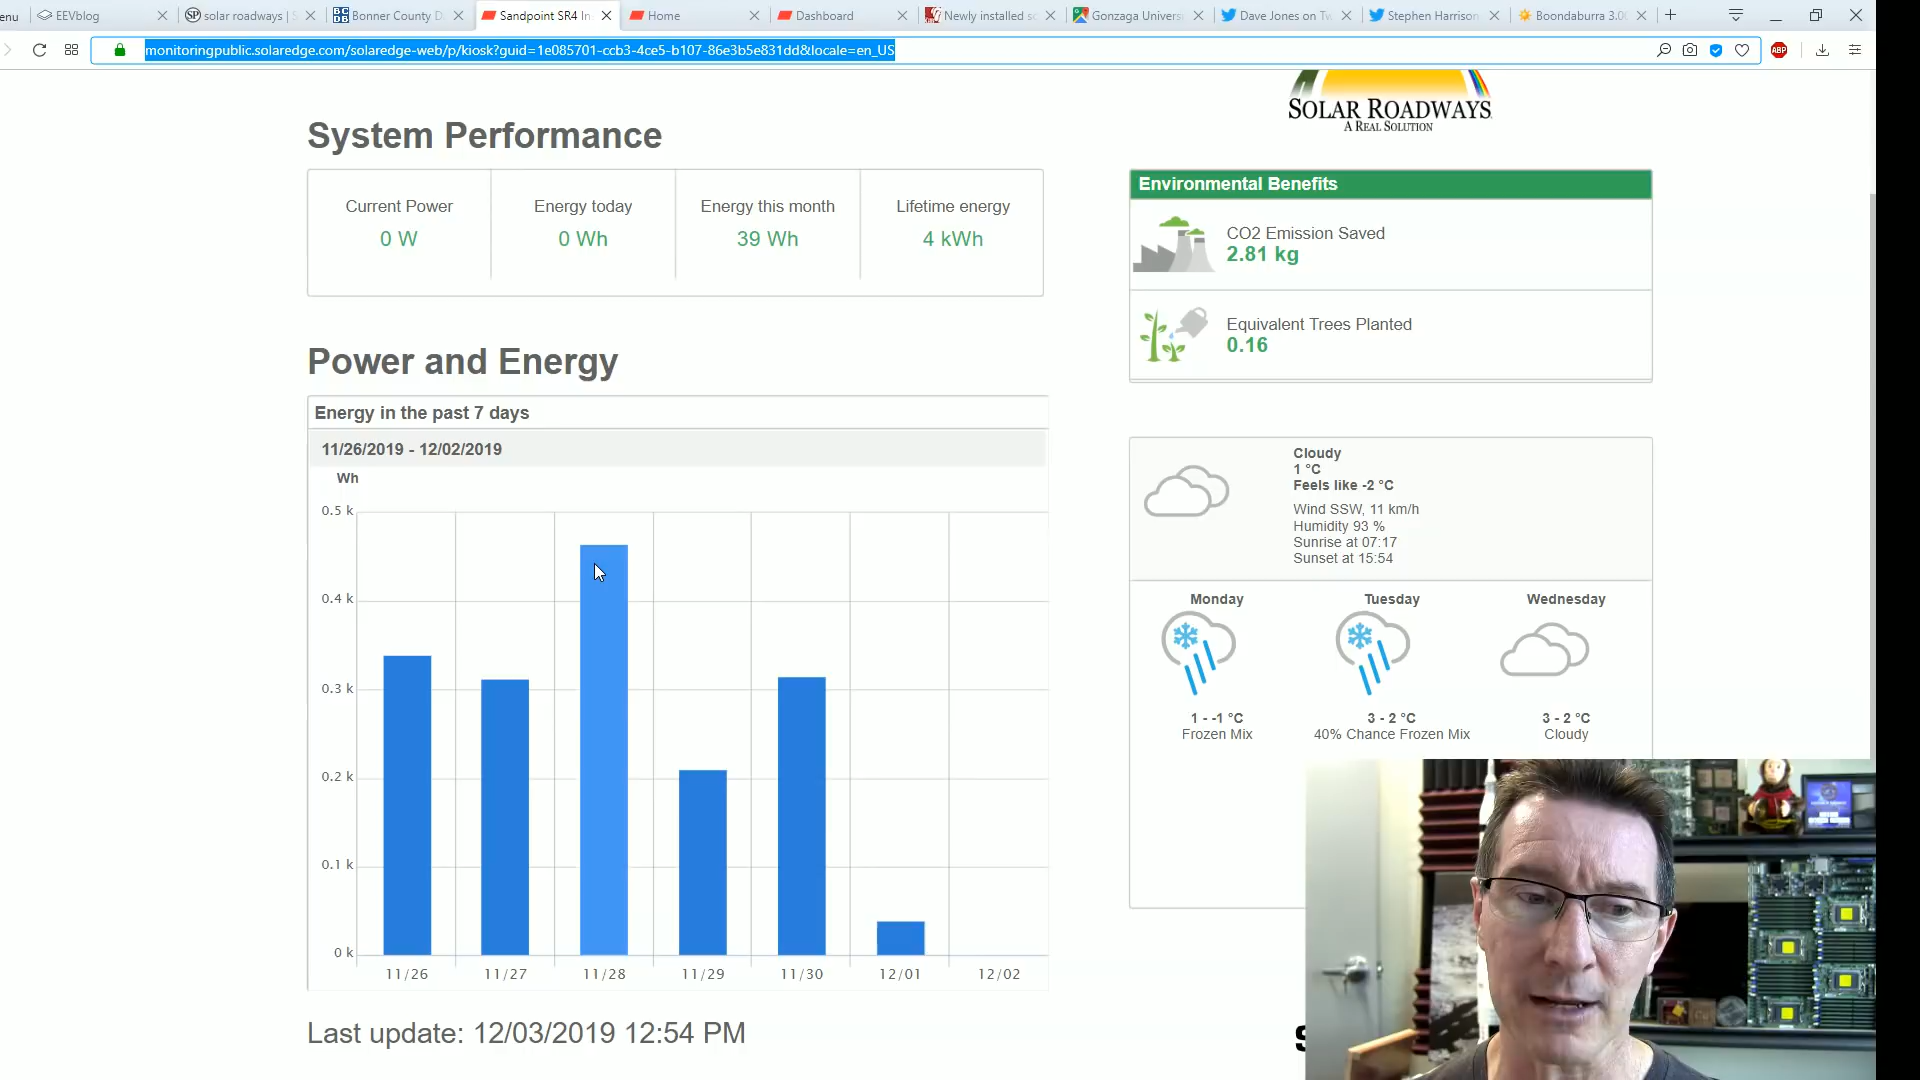 enu
EEVblog
solar roadways | S
Bonner County D
Sandpoint SR4 In
Home
Dashboard
Newly installed so
Gonzaga Univers
Dave Jones on Tw
Stephen Harrison
Boondaburra 3.0
monitoringpublic.solaredge.com/solaredge-web/p/kiosk?guid=1e085701-ccb3-4ce5-b107-86e3b5e831dd&locale=en_US
ABP
SOLAR ROADWAYS
A REAL SOLUTION
System Performance
Current Power
0 W
Energy today
0 Wh
Energy this month
39 Wh
Lifetime energy
4 kWh
Environmental Benefits
CO2 Emission Saved
2.81 kg
Equivalent Trees Planted
0.16
Power and Energy
Energy in the past 7 days
11/26/2019 - 12/02/2019
Wh
0.5 k
0.4 k
0.3 k
0.2 k
0.1 k
0 k
11/26 11/27 11/28 11/29 11/30 12/01 12/02
Last update: 12/03/2019 12:54 PM
Cloudy
1 °C
Feels like -2 °C
Wind SSW, 11 km/h
Humidity 93 %
Sunrise at 07:17
Sunset at 15:54
Monday
1 - -1 °C
Frozen Mix
Tuesday
3 - 2 °C
40% Chance Frozen Mix
Wednesday
3 - 2 °C
Cloudy